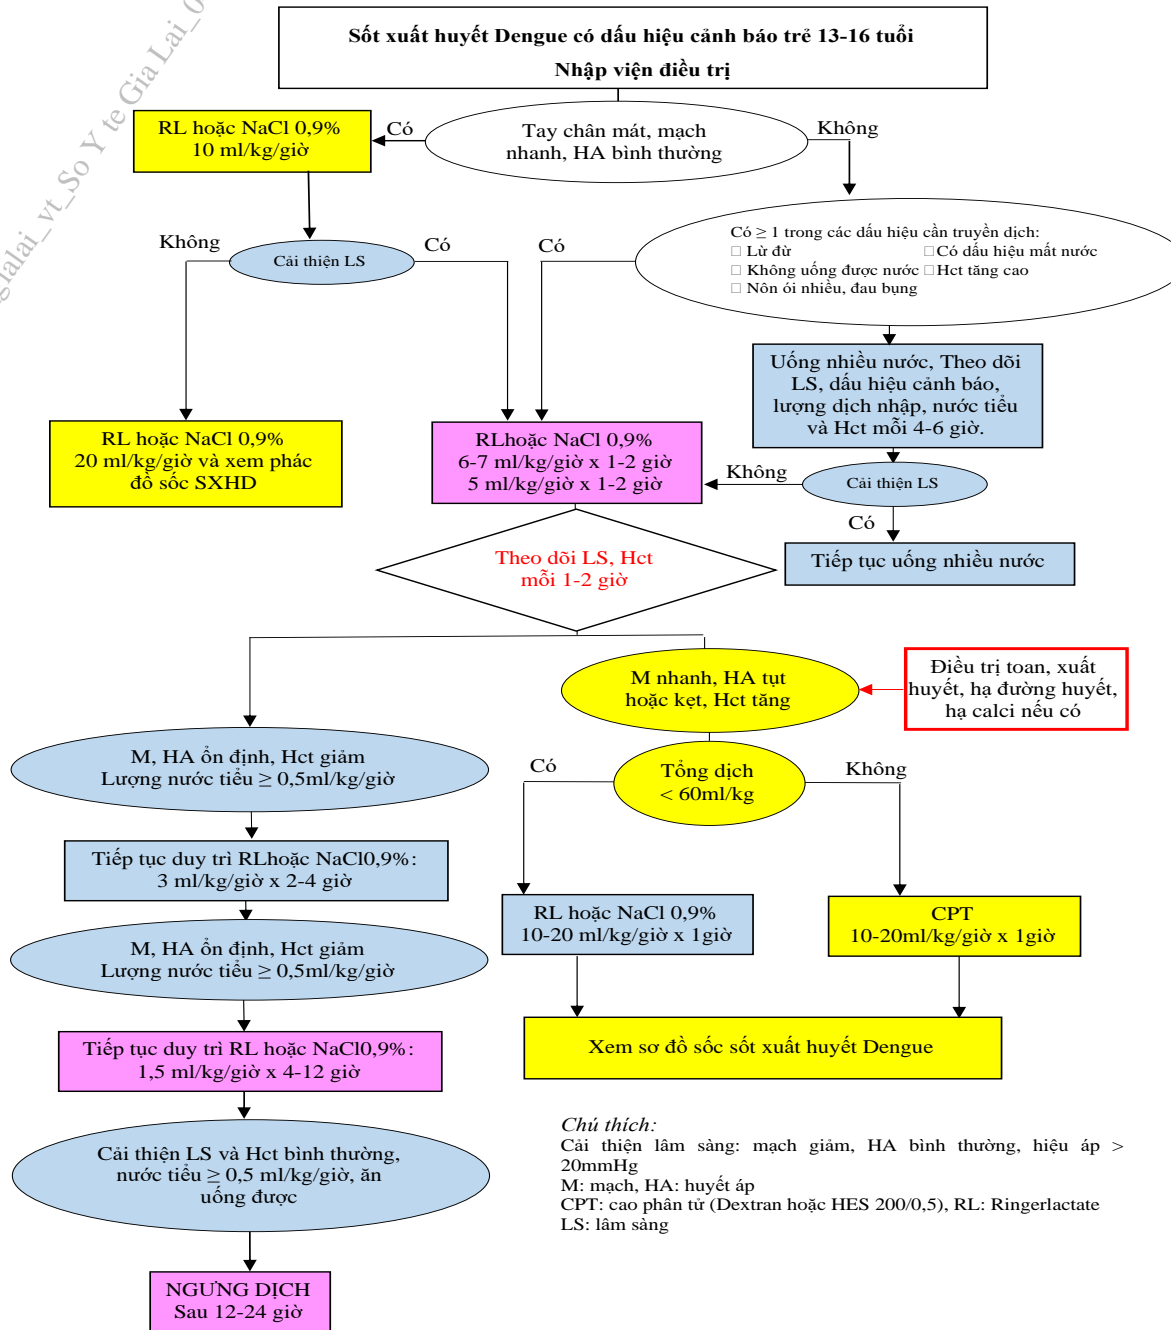 gialai_vt_So Y te Gia Lai_0
Sốt xuất huyết Dengue có dấu hiệu cảnh báo trẻ 13-16 tuổi
Nhập viện điều trị
RL hoặc NaCl 0,9%
10 ml/kg/giờ
Có
Tay chân mát, mạch
nhanh, HA bình thường
Không
Có ≥ 1 trong các dấu hiệu cần truyền dịch:
□ Lừ đừ □ Có dấu hiệu mất nước
□ Không uống được nước □ Hct tăng cao
□ Nôn ói nhiều, đau bụng
Không
Cải thiện LS
Có
Có
Uống nhiều nước, Theo dõi
LS, dấu hiệu cảnh báo,
lượng dịch nhập, nước tiểu
và Hct mỗi 4-6 giờ.
RL hoặc NaCl 0,9%
20 ml/kg/giờ và xem phác
đồ sốc SXHD
RLhoặc NaCl 0,9%
6-7 ml/kg/giờ x 1-2 giờ
5 ml/kg/giờ x 1-2 giờ
Không
Cải thiện LS
Có
Tiếp tục uống nhiều nước
Theo dõi LS, Hct
mỗi 1-2 giờ
M nhanh, HA tụt
hoặc kẹt, Hct tăng
Điều trị toan, xuất
huyết, hạ đường huyết,
hạ calci nếu có
M, HA ổn định, Hct giảm
Lượng nước tiểu ≥ 0,5ml/kg/giờ
Có
Tổng dịch
< 60ml/kg
Không
Tiếp tục duy trì RLhoặc NaCl0,9%:
3 ml/kg/giờ x 2-4 giờ
RL hoặc NaCl 0,9%
10-20 ml/kg/giờ x 1giờ
CPT
10-20ml/kg/giờ x 1giờ
M, HA ổn định, Hct giảm
Lượng nước tiểu ≥ 0,5ml/kg/giờ
Tiếp tục duy trì RL hoặc NaCl0,9%:
1,5 ml/kg/giờ x 4-12 giờ
Xem sơ đồ sốc sốt xuất huyết Dengue
Cải thiện LS và Hct bình thường,
nước tiểu ≥ 0,5 ml/kg/giờ, ăn
uống được
NGƯNG DỊCH
Sau 12-24 giờ
Chú thích:
Cải thiện lâm sàng: mạch giảm, HA bình thường, hiệu áp >
20mmHg
M: mạch, HA: huyết áp
CPT: cao phân tử (Dextran hoặc HES 200/0,5), RL: Ringerlactate
LS: lâm sàng